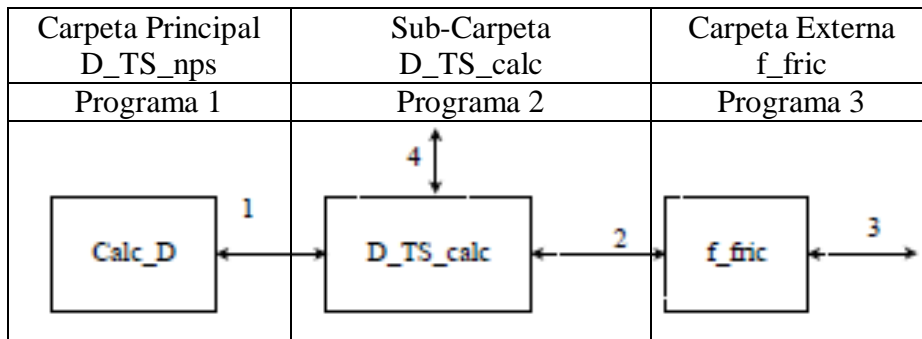 Carpeta Principal
D_TS_nps
Sub-Carpeta
D_TS_calc
Carpeta Externa
f_fric
Programa 1
Programa 2
Programa 3
4
1
2
3
Calc_D
D_TS_calc
f_fric